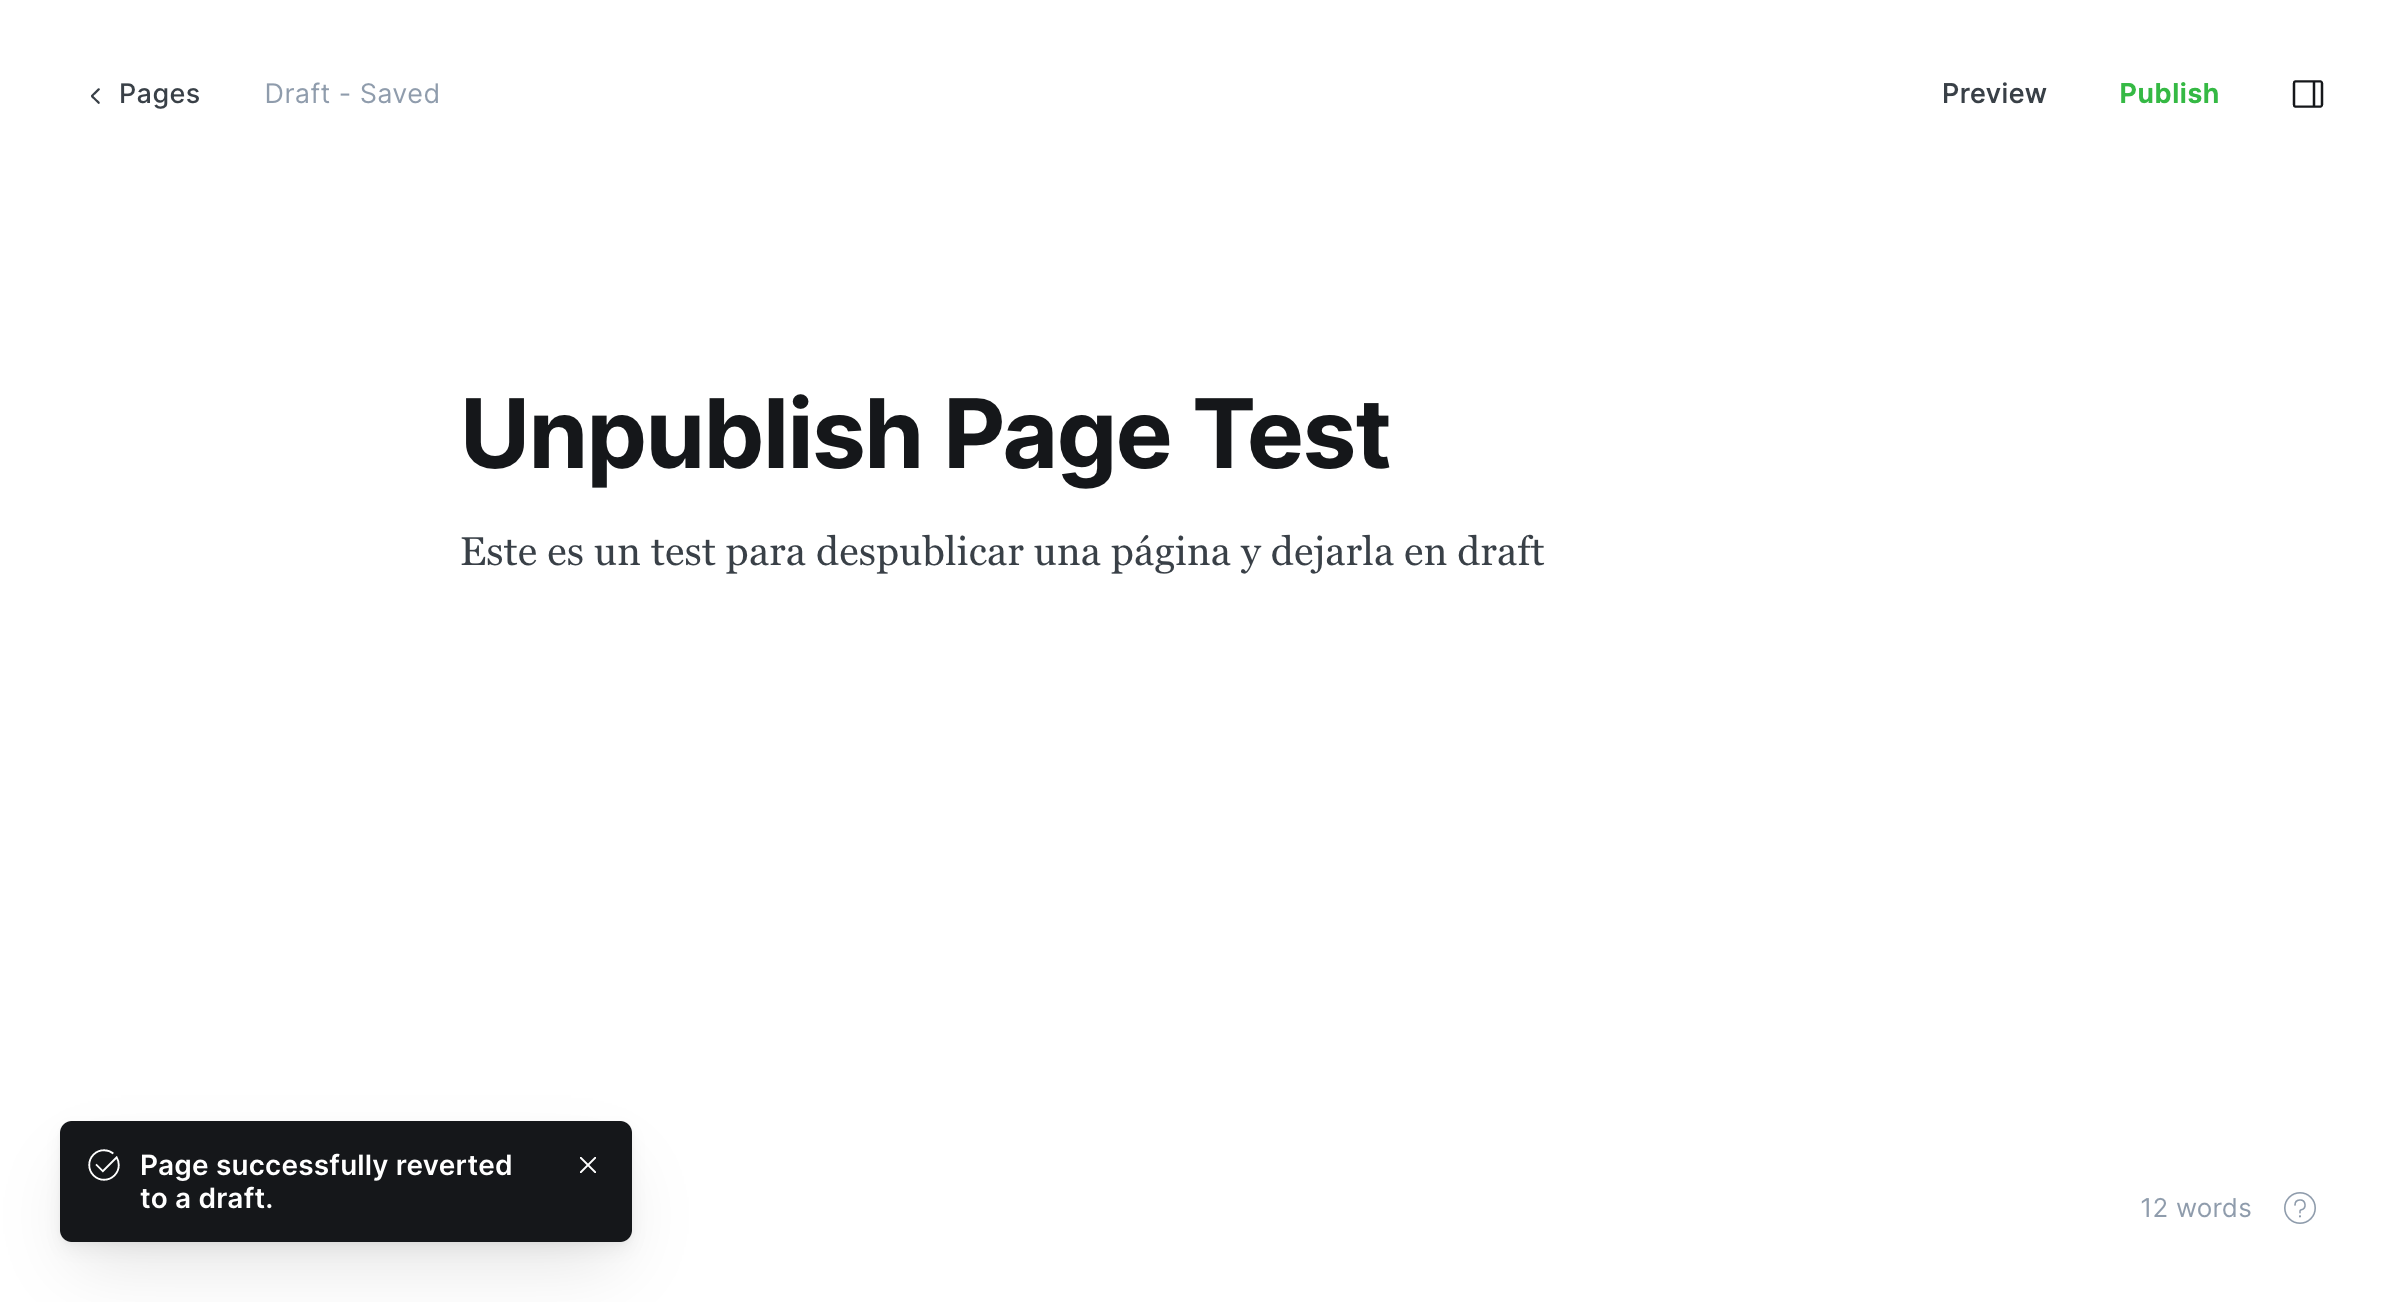 Pages
Draft - Saved
Preview
Publish
Unpublish Page Test
Este es un test para despublicar una página y dejarla en draft
Page successfully reverted
to a draft.
12 words
?